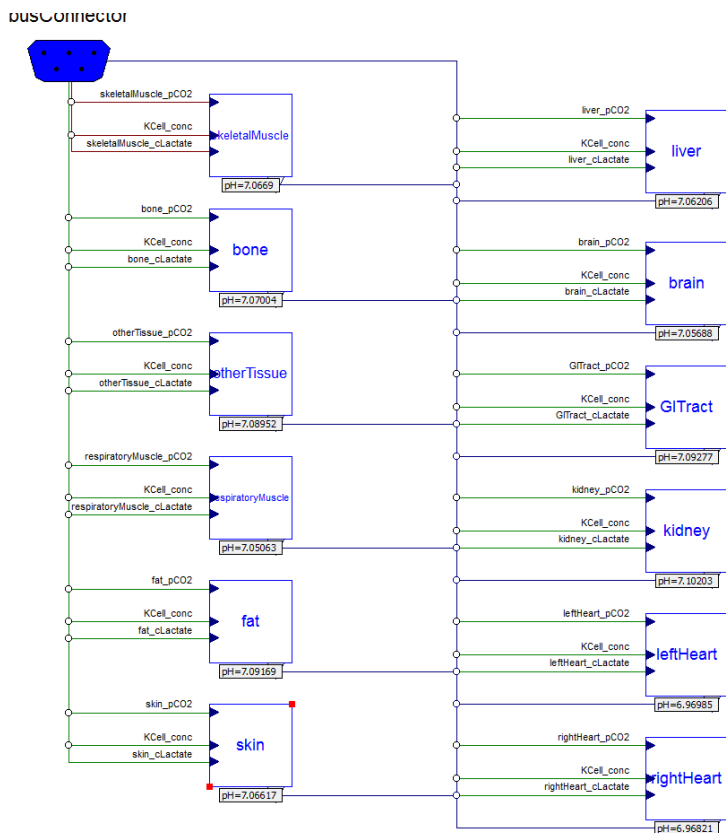 busConnector
skeletalMuscle_pCO2
KCell_conc
skeletalMuscle_cLactate
skeletalMuscle
pH=7.0669
bone_pCO2
KCell_conc
bone_cLactate
bone
pH=7.07004
otherTissue_pCO2
KCell_conc
otherTissue_cLactate
otherTissue
pH=7.08952
respiratoryMuscle_pCO2
KCell_conc
respiratoryMuscle_cLactate
respiratoryMuscle
pH=7.05063
fat_pCO2
KCell_conc
fat_cLactate
fat
pH=7.09169
skin_pCO2
KCell_conc
skin_cLactate
skin
pH=7.06617
liver_pCO2
KCell_conc
liver_cLactate
liver
pH=7.06206
brain_pCO2
KCell_conc
brain_cLactate
brain
pH=7.05688
GITract_pCO2
KCell_conc
GITract_cLactate
GITract
pH=7.09277
kidney_pCO2
KCell_conc
kidney_cLactate
kidney
pH=7.10203
leftHeart_pCO2
KCell_conc
leftHeart_cLactate
leftHeart
pH=6.96985
rightHeart_pCO2
KCell_conc
rightHeart_cLactate
rightHeart
pH=6.96821